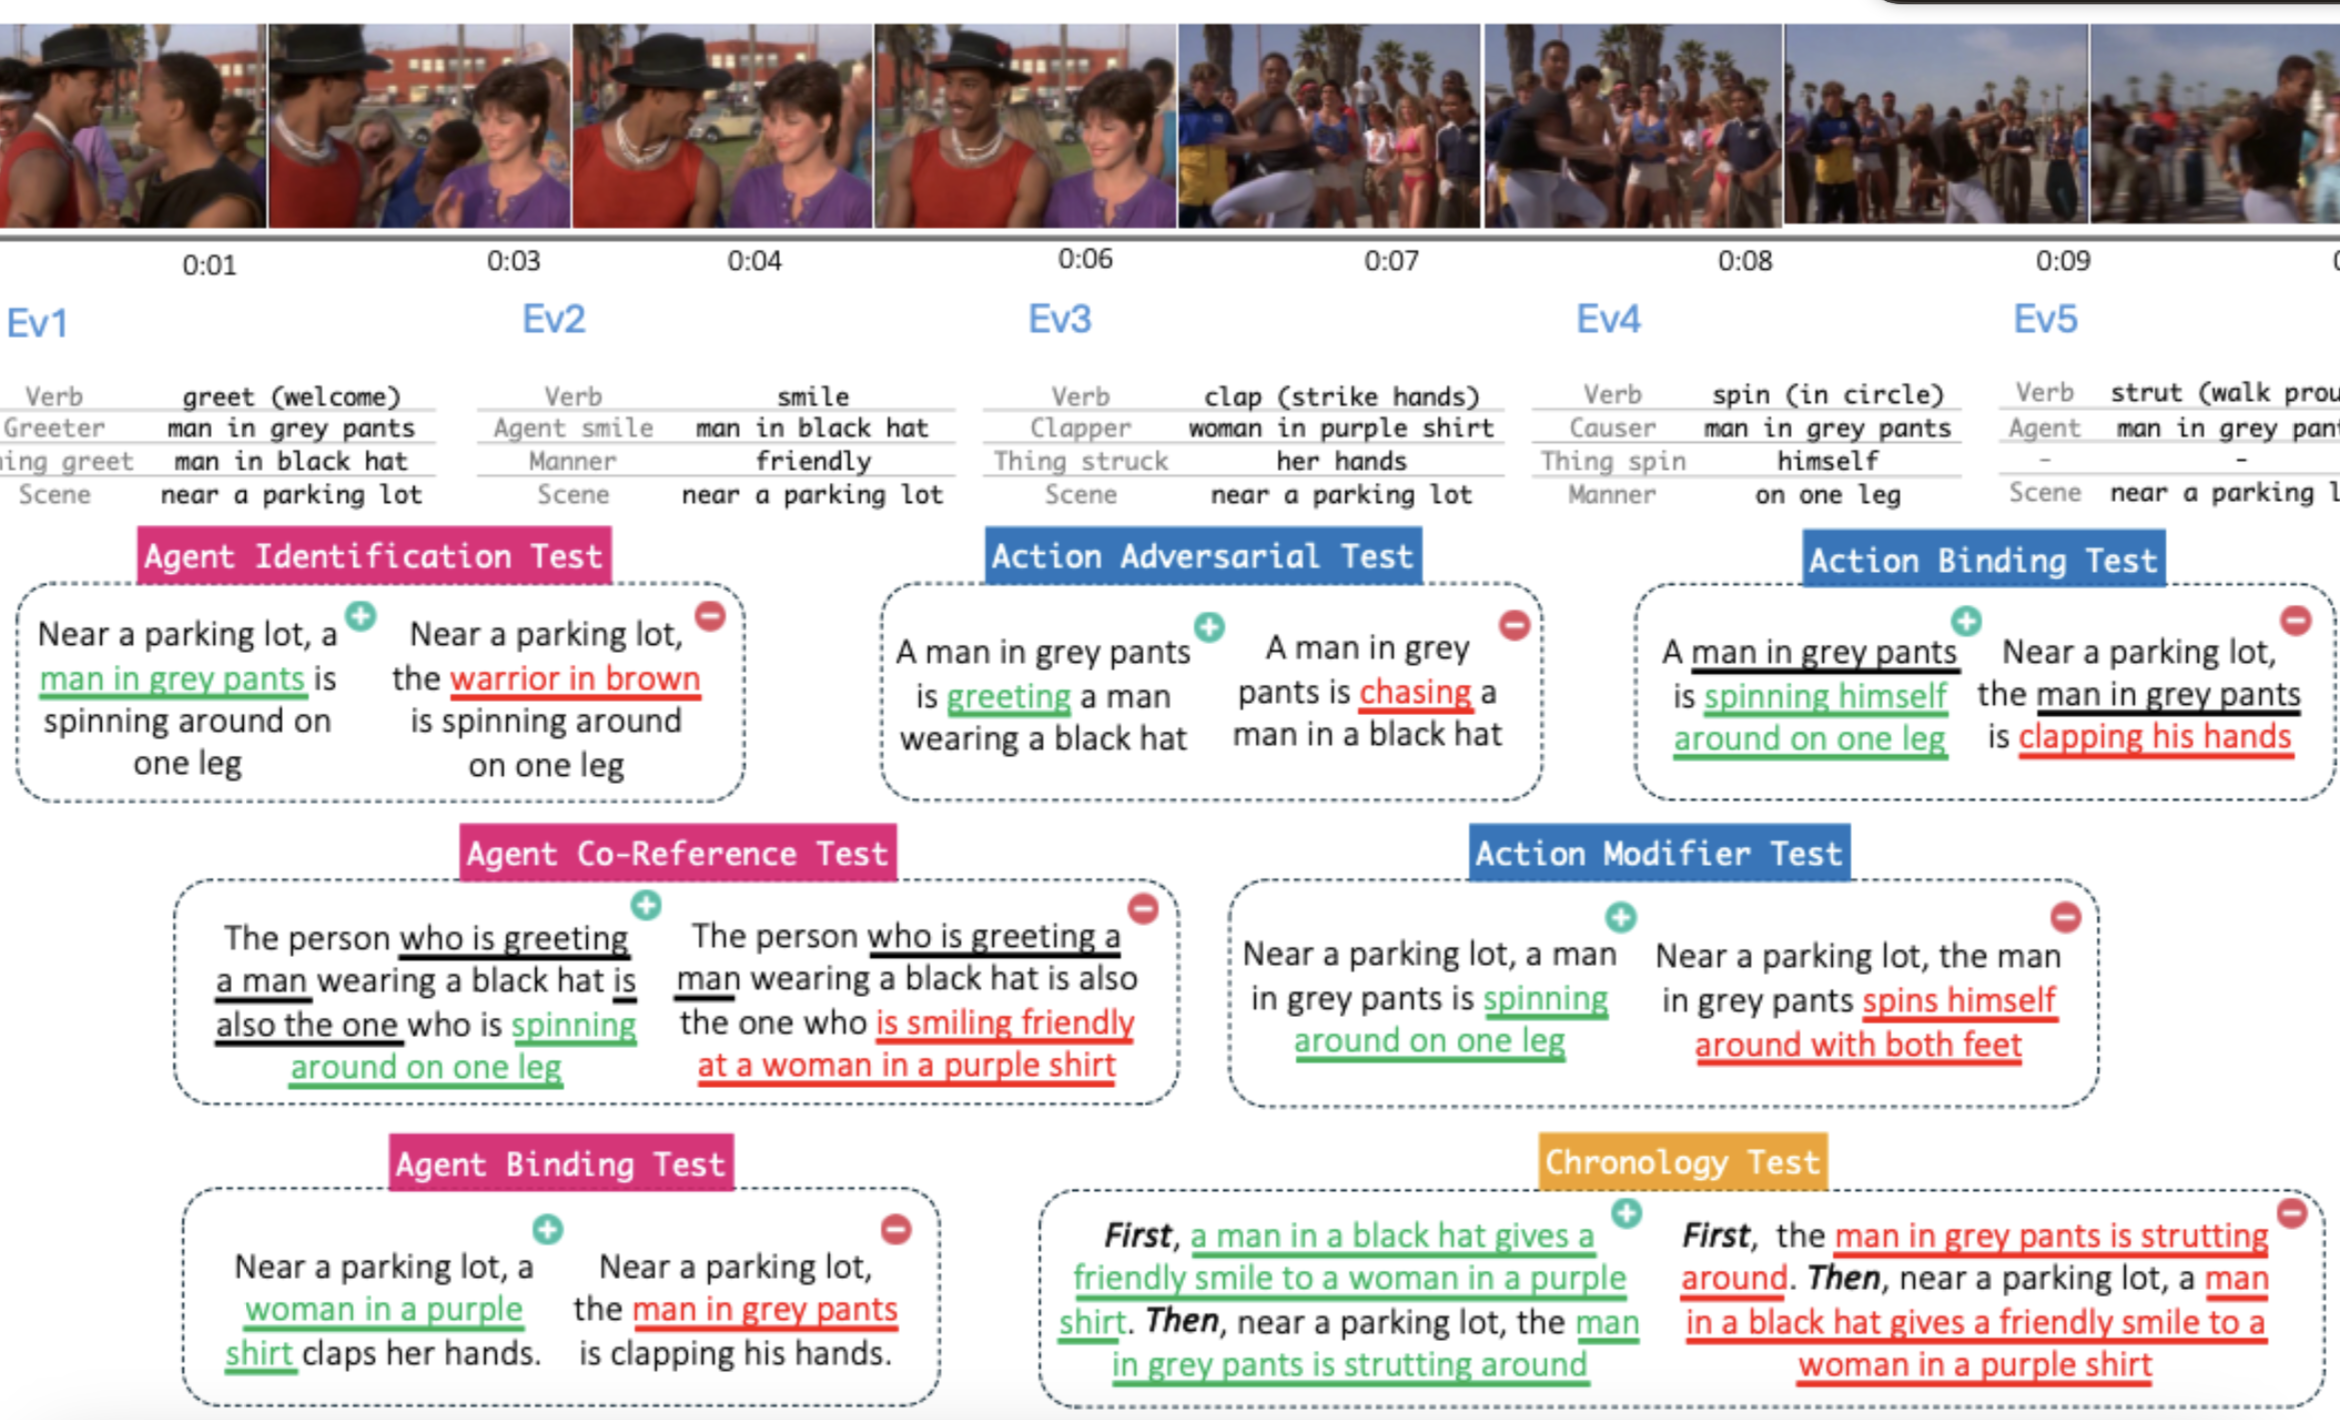 0:01 0:03 0:04 0:06 0:07 0:08 0:09
Ev1 Ev2 Ev3 Ev4 Ev5
Verb greet (welcome)
Greeter man in grey pants
ing greet man in black hat
Scene near a parking lot
Verb smile
Agent smile man in black hat
Manner friendly
Scene near a parking lot
Verb clap (strike hands)
Clapper woman in purple shirt
Thing struck her hands
Scene near a parking lot
Verb spin (in circle)
Causer man in grey pants
Thing spin himself
Manner on one leg
Verb strut (walk prou
Agent man in grey pant
- -
Scene near a parking l
Agent Identification Test
Near a parking lot, a
man in grey pants is
spinning around on
one leg
Near a parking lot,
the warrior in brown
is spinning around
on one leg
Action Adversarial Test
A man in grey pants
is greeting a man
wearing a black hat
A man in grey
pants is chasing a
man in a black hat
Action Binding Test
A man in grey pants
is spinning himself
around on one leg
Near a parking lot,
the man in grey pants
is clapping his hands
Agent Co-Reference Test
The person who is greeting
a man wearing a black hat is
also the one who is spinning
around on one leg
The person who is greeting a
man wearing a black hat is also
the one who is smiling friendly
at a woman in a purple shirt
Action Modifier Test
Near a parking lot, a man
in grey pants is spinning
around on one leg
Near a parking lot, the man
in grey pants spins himself
around with both feet
Agent Binding Test
Near a parking lot, a
woman in a purple
shirt claps her hands.
Near a parking lot,
the man in grey pants
is clapping his hands.
Chronology Test
First, a man in a black hat gives a
friendly smile to a woman in a purple
shirt. Then, near a parking lot, the man
in grey pants is strutting around
First, the man in grey pants is strutting
around. Then, near a parking lot, a man
in a black hat gives a friendly smile to a
woman in a purple shirt